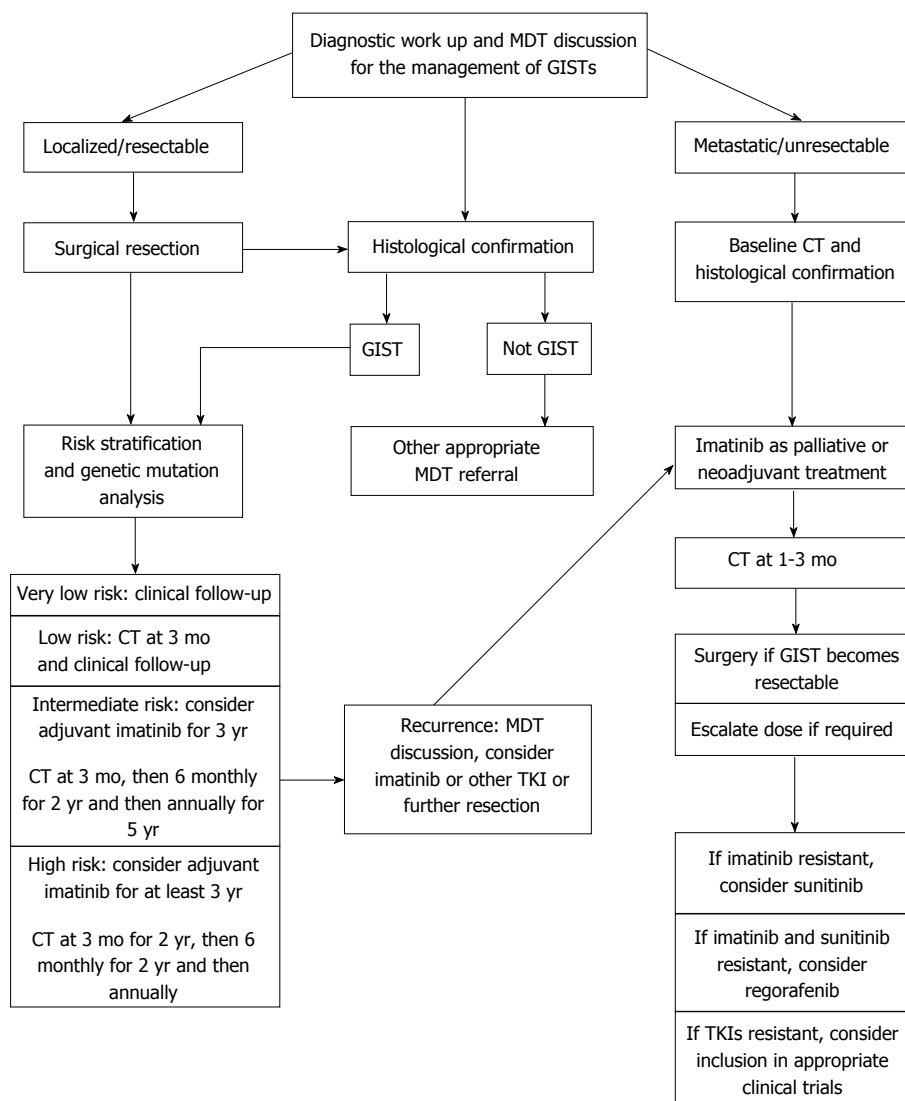 Diagnostic work up and MDT discussion
for the management of GISTs
Localized/resectable
Metastatic/unresectable
Surgical resection
Histological confirmation
Baseline CT and
histological confirmation
GIST
Not GIST
Risk stratification
and genetic mutation
analysis
Other appropriate
MDT referral
Imatinib as palliative or
neoadjuvant treatment
CT at 1-3 mo
Very low risk: clinical follow-up
Low risk: CT at 3 mo
and clinical follow-up
Intermediate risk: consider
adjuvant imatinib for 3 yr
CT at 3 mo, then 6 monthly
for 2 yr and then annually for
5 yr
High risk: consider adjuvant
imatinib for at least 3 yr
CT at 3 mo for 2 yr, then 6
monthly for 2 yr and then
annually
Recurrence: MDT
discussion, consider
imatinib or other TKI or
further resection
Surgery if GIST becomes
resectable
Escalate dose if required
If imatinib resistant,
consider sunitinib
If imatinib and sunitinib
resistant, consider
regorafenib
If TKIs resistant, consider
inclusion in appropriate
clinical trials